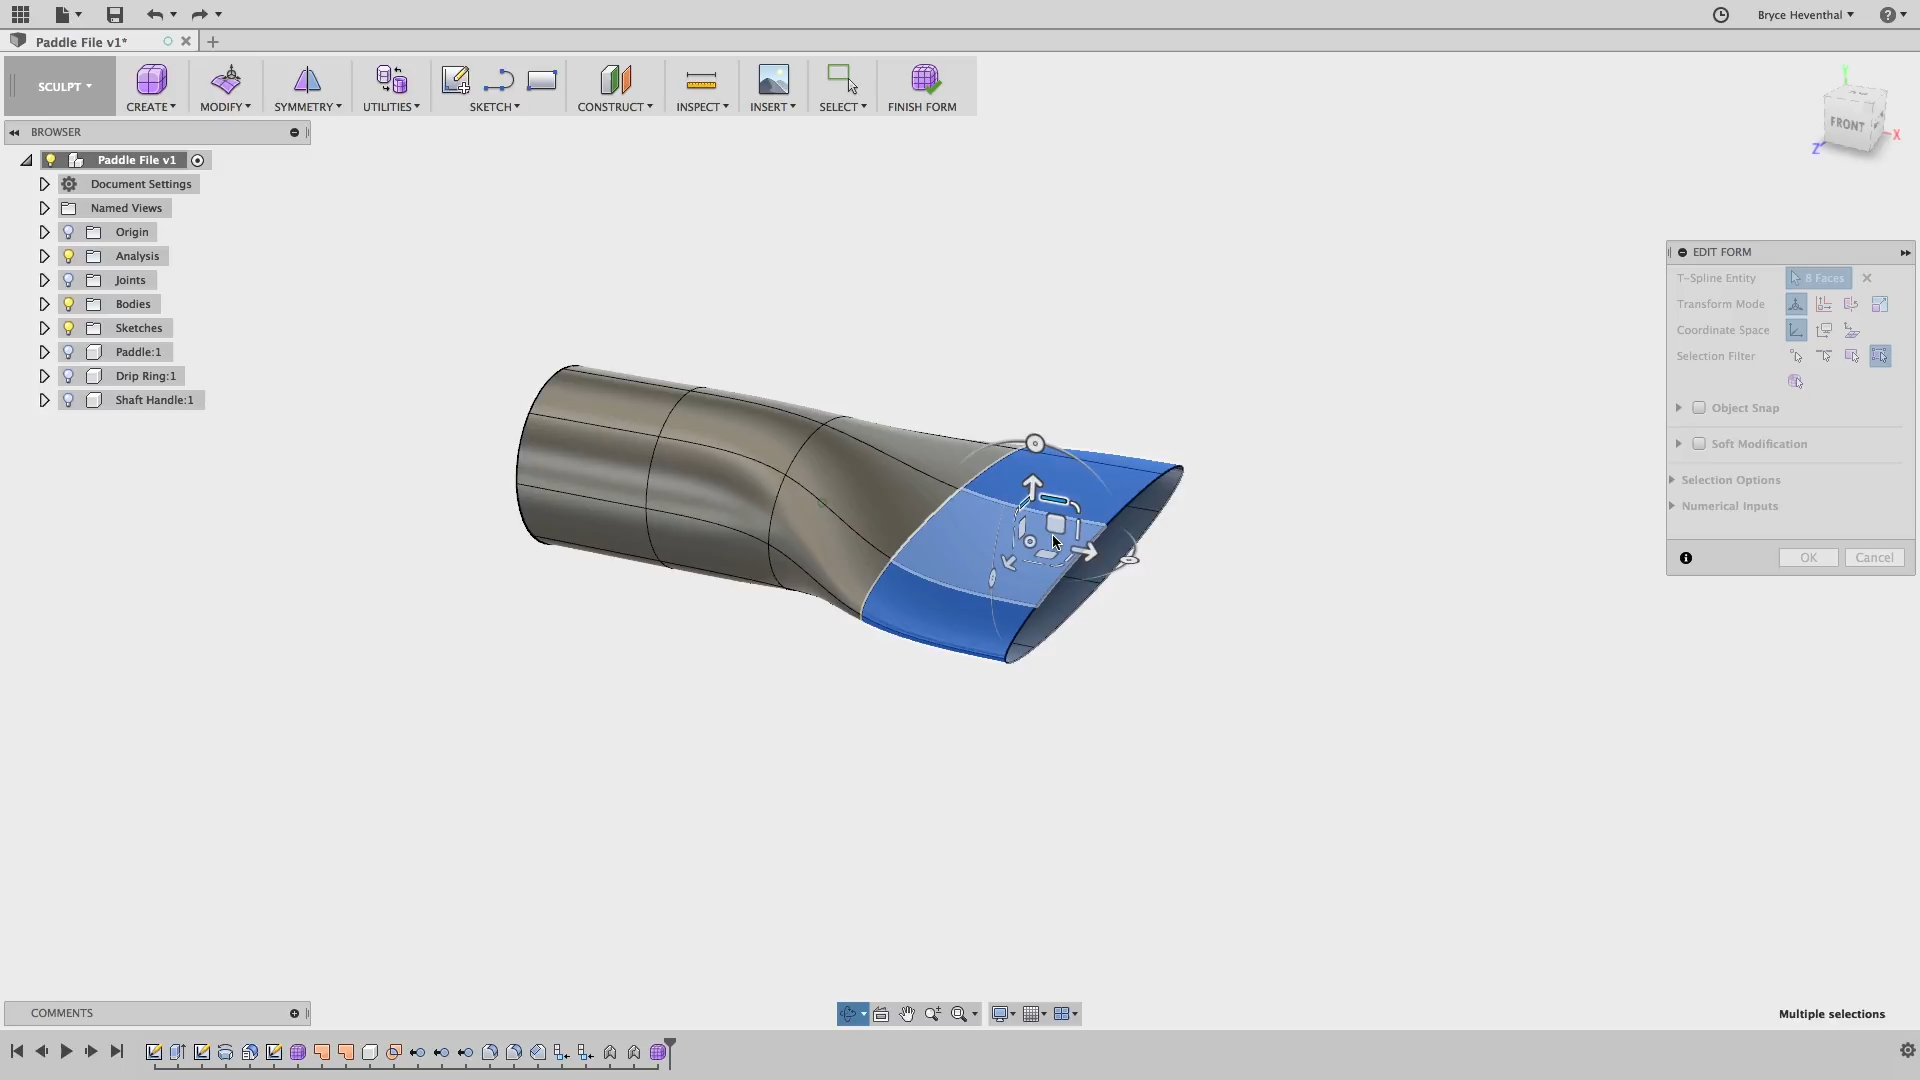 Bryce Heventhal
Paddle File v1*
SCULPT
CREATE
MODIFY
SYMMETRY
UTILITIES
SKETCH
CONSTRUCT
INSPECT
INSERT
SELECT
FINISH FORM
Y
FRONT
X
Z
BROWSER
Paddle File v1
Document Settings
Named Views
Origin
Analysis
Joints
Bodies
Sketches
Paddle:1
Drip Ring:1
Shaft Handle:1
EDIT FORM
T-Spline Entity 8 Faces
Transform Mode
Coordinate Space
Selection Filter
Object Snap
Soft Modification
Selection Options
Numerical Inputs
OK Cancel
COMMENTS
Multiple selections